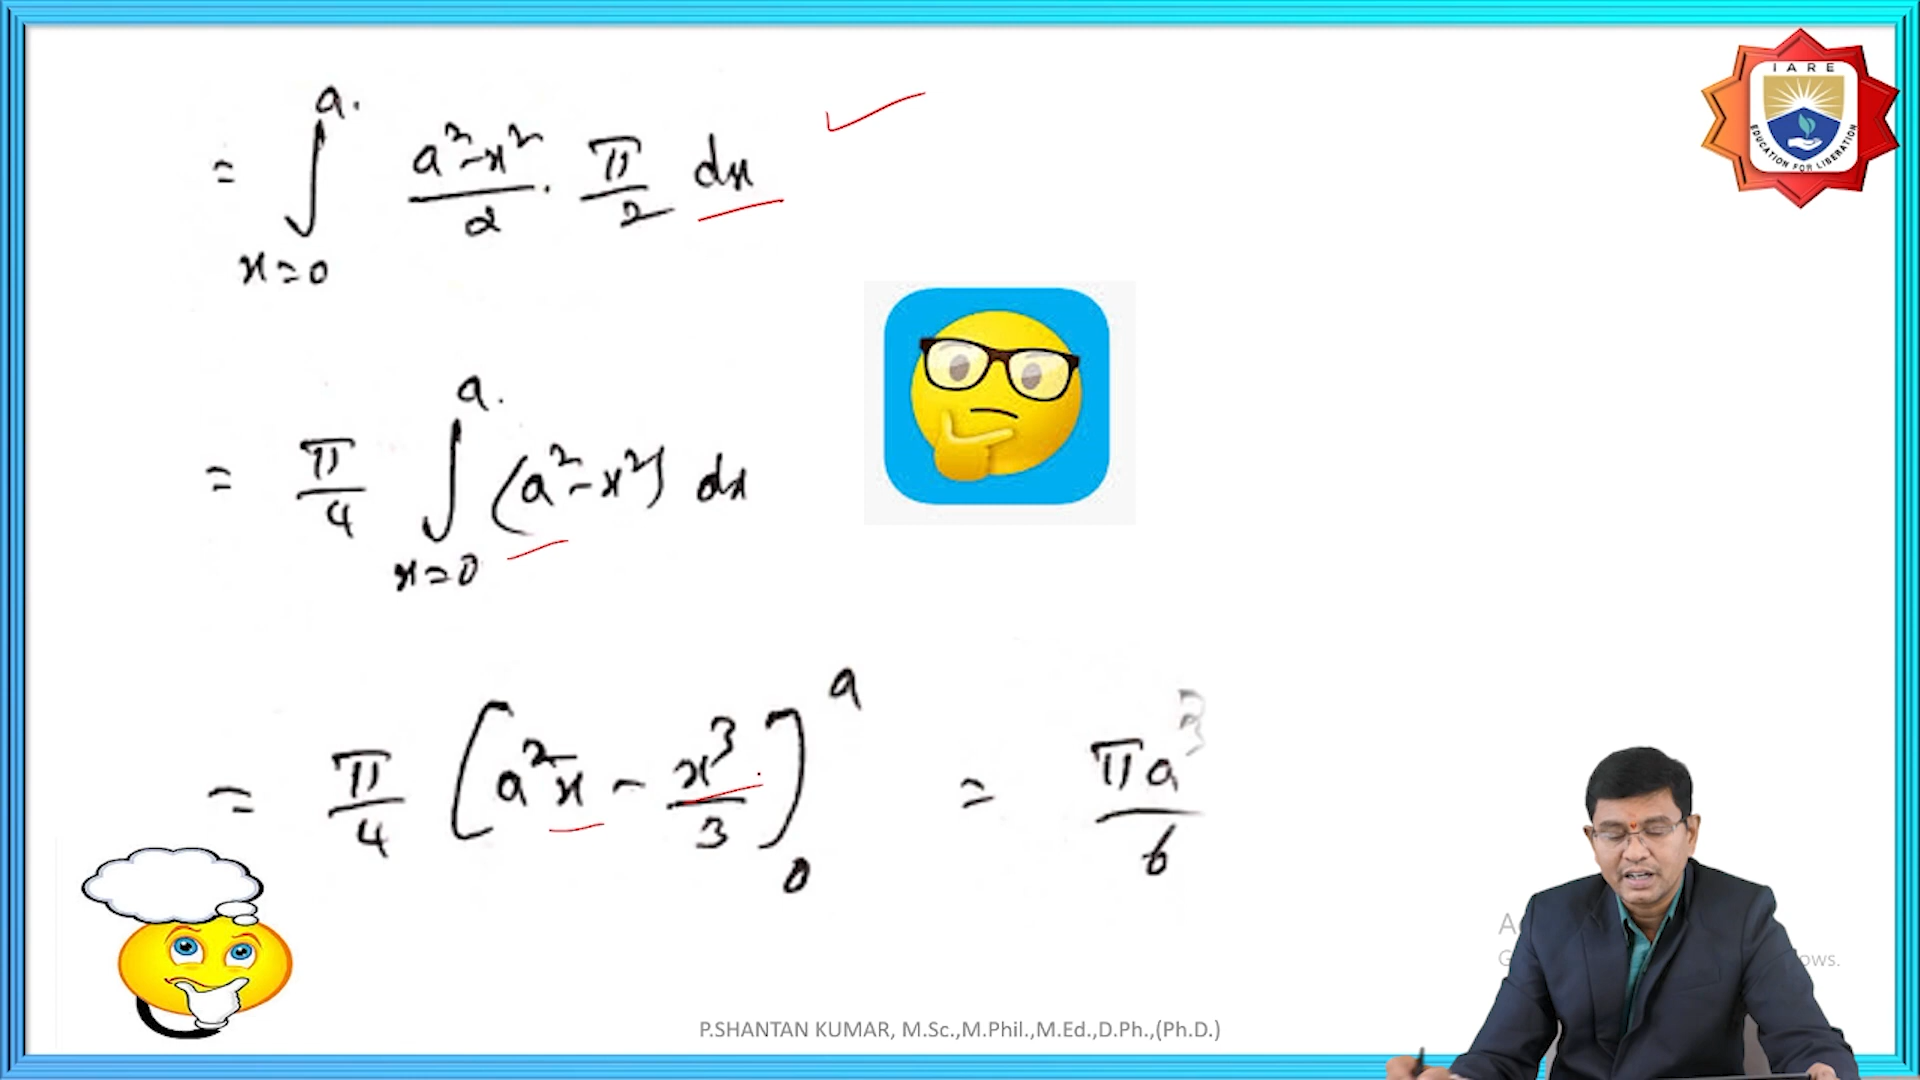 = ∫_{x=0}^{a.} (a²-x²)/2 · π/2 dx
= π/4 ∫_{x=0}^{a.} (a²-x²) dx
= π/4 [a²x - x³/3]_0^a = πa³/6
IARE
EDUCATION FOR LIBERATION
P.SHANTAN KUMAR, M.Sc.,M.Phil.,M.Ed.,D.Ph.,(Ph.D.)